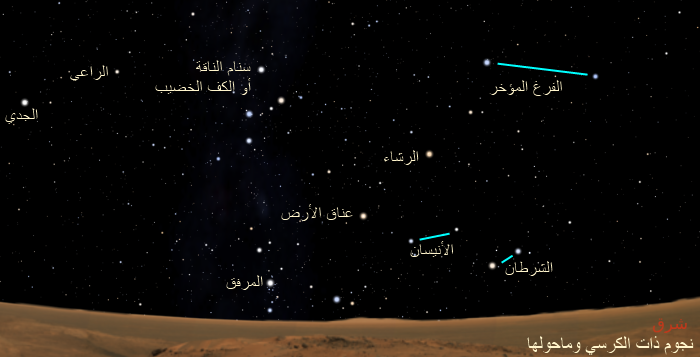 سنام الناقة
أو إلكف الخضيب
الراعي
الجدي
الفرغ المؤخر
الرشاء
عناق الأرض
الأنيسان
الشرطان
المرفق
شرق
نجوم ذات الكرسي وماحولها